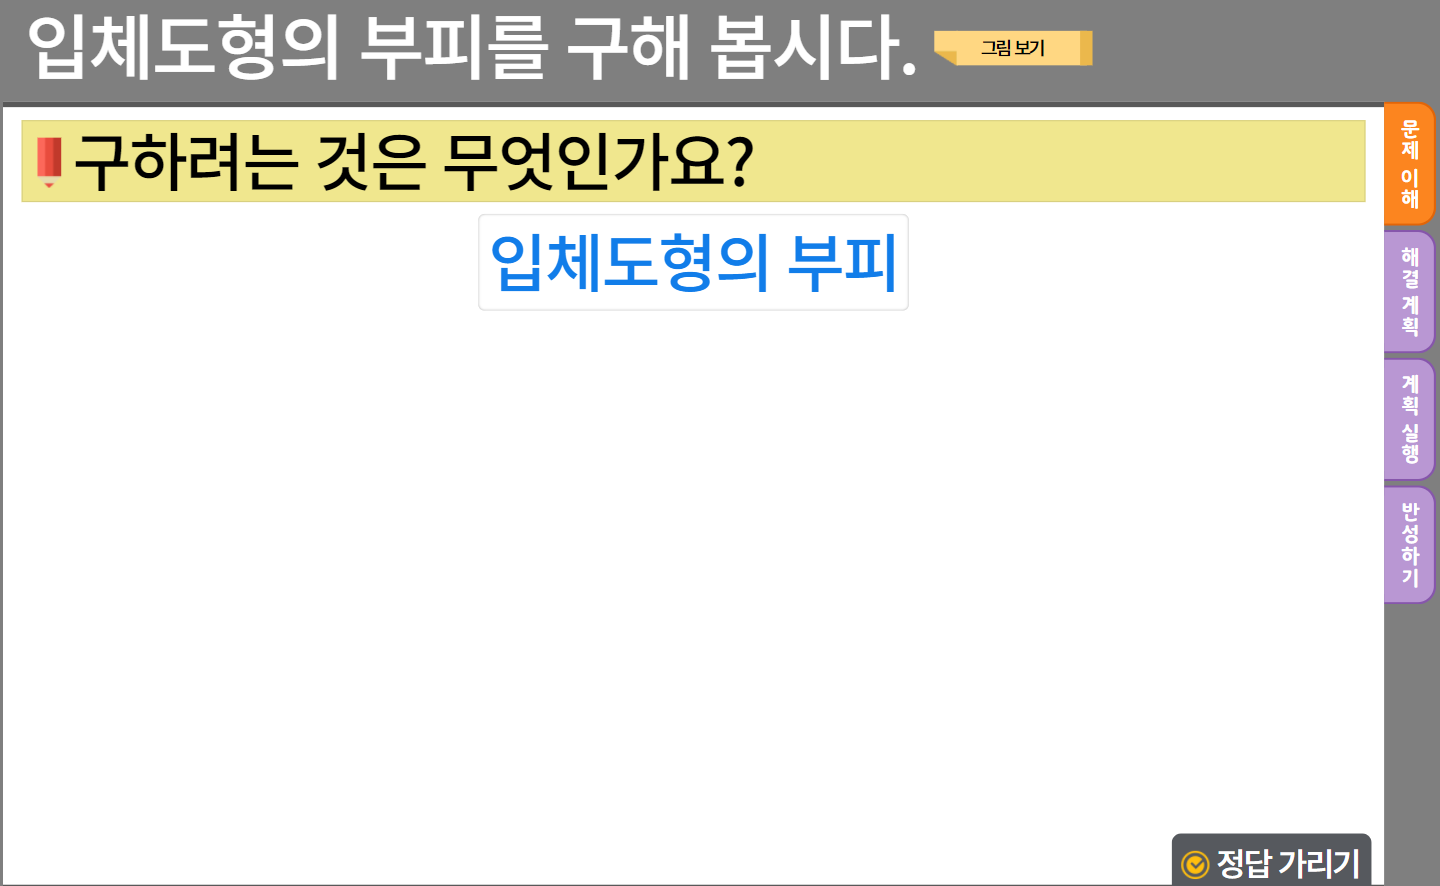 입체도형의 부피를 구해 봅시다.
그림 보기
구하려는 것은 무엇인가요?
입체도형의 부피
문제 이해
해결 계획
계획 실행
반성하기
정답 가리기